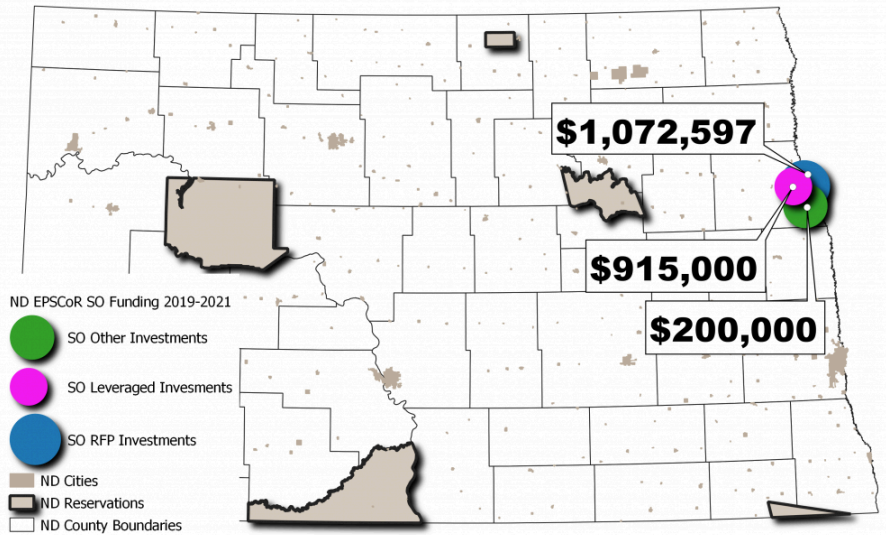 $1,072,597
$915,000
$200,000
ND EPSCoR SO Funding 2019-2021
SO Other Investments
SO Leveraged Invesments
SO RFP Investments
ND Cities
ND Reservations
ND County Boundaries